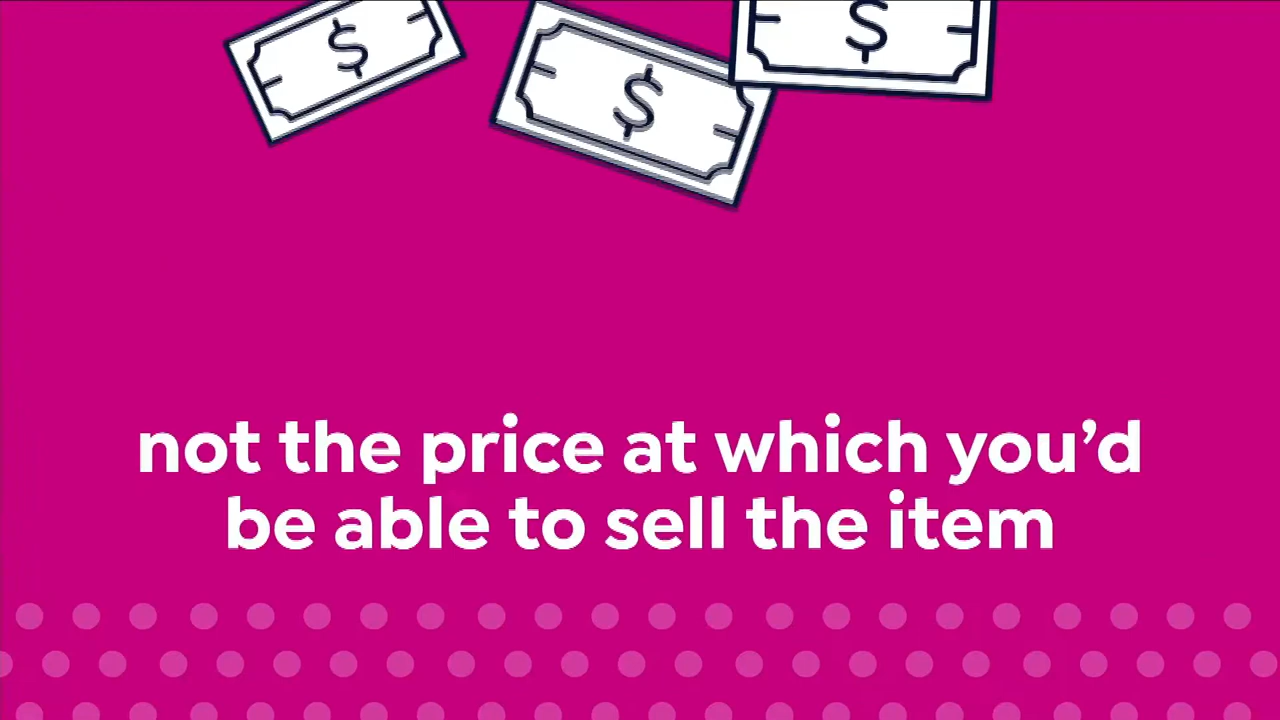 $ $ $
not the price at which you’d
be able to sell the item